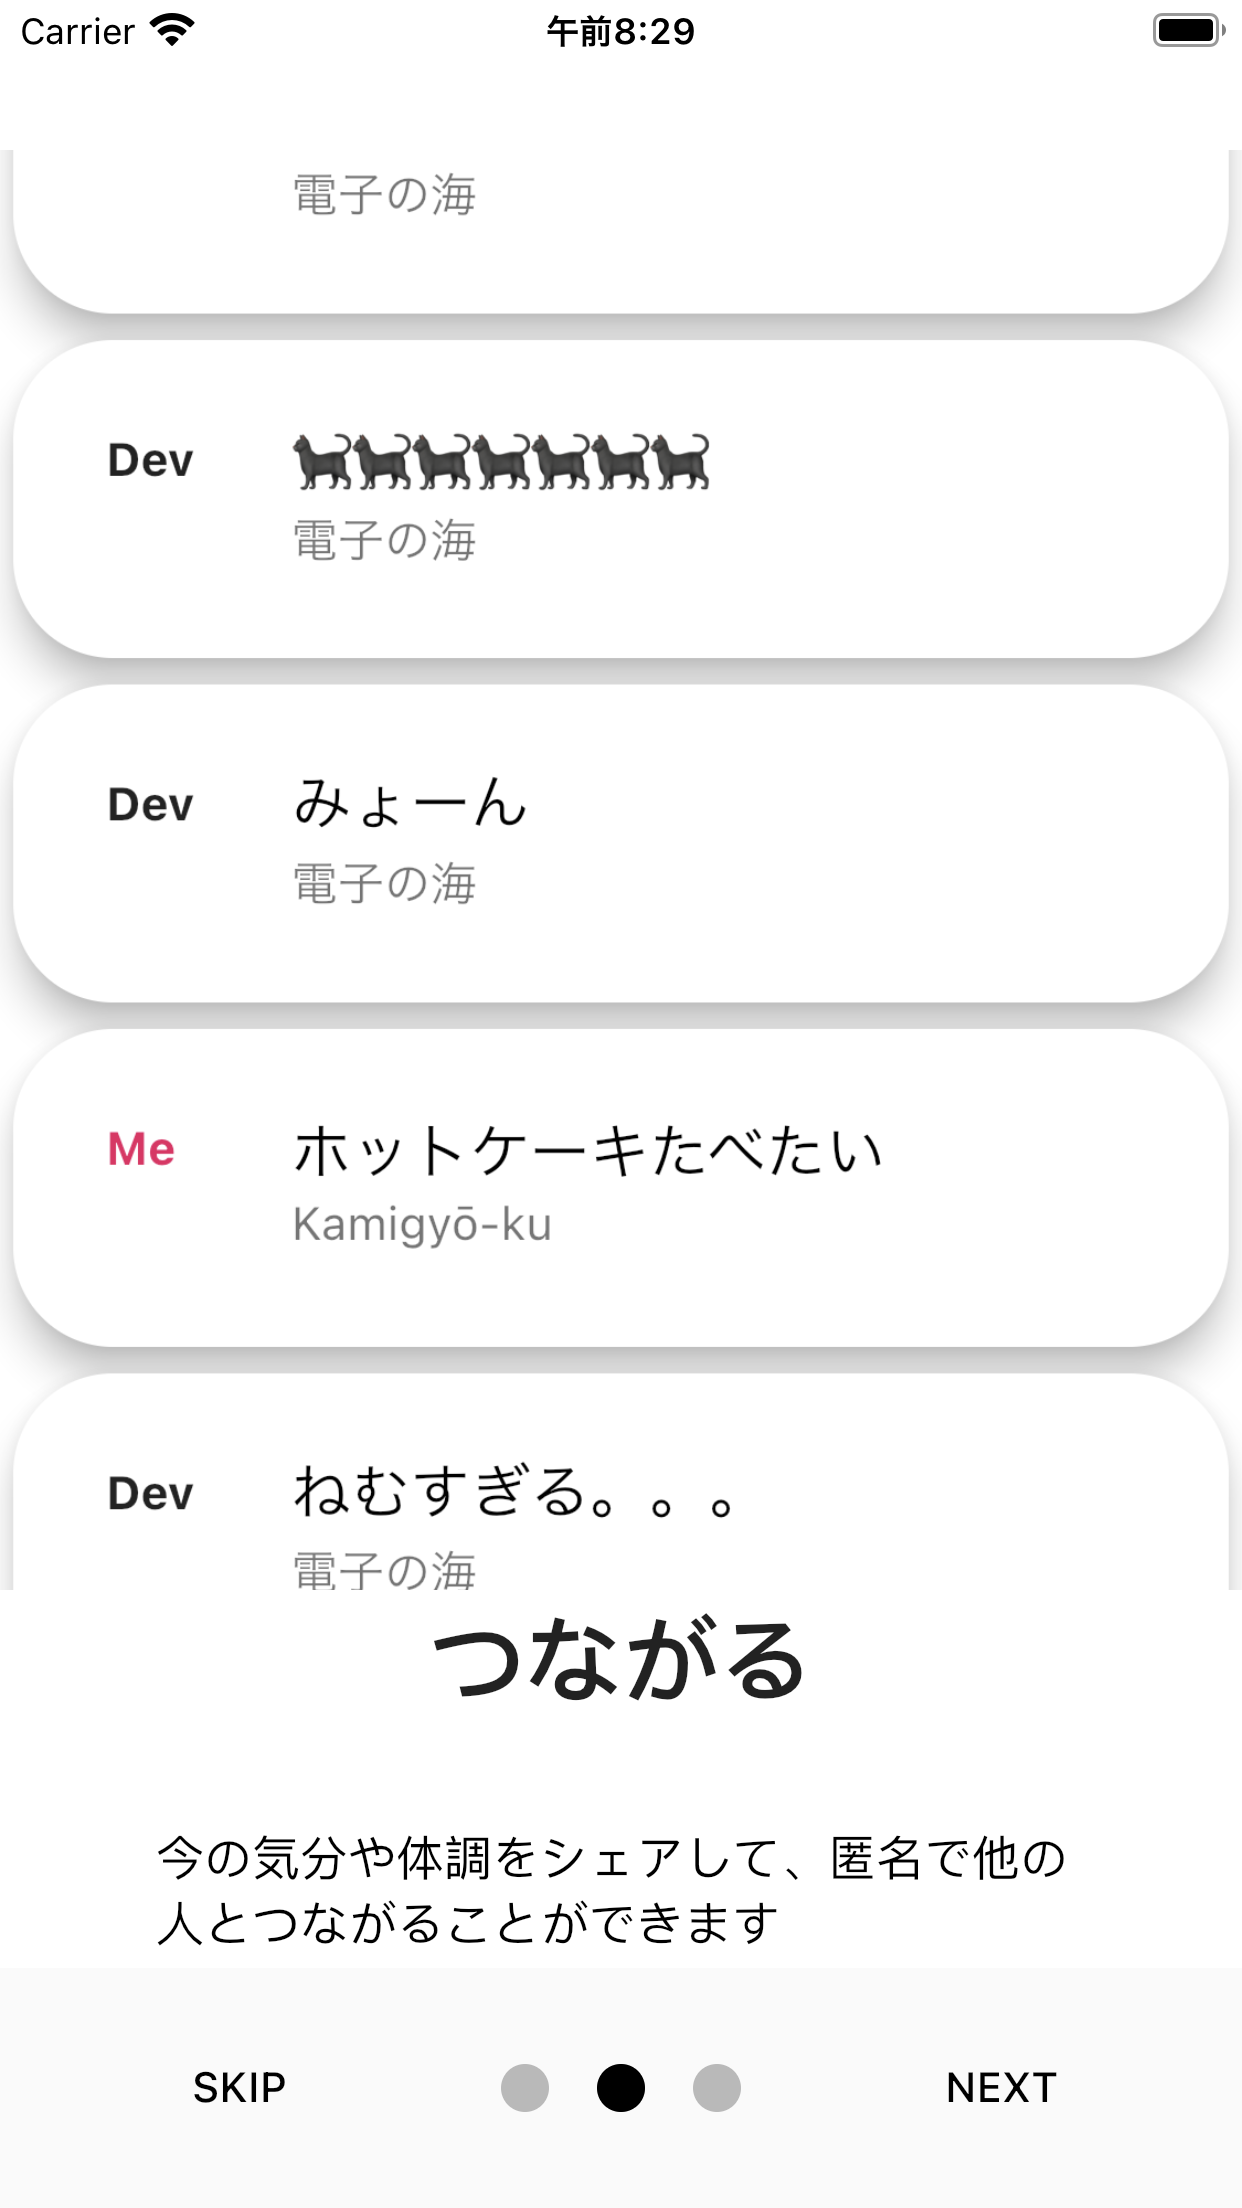 Carrier 午前8:29
電子の海
Dev 🐈‍⬛🐈‍⬛🐈‍⬛🐈‍⬛🐈‍⬛🐈‍⬛🐈‍⬛
電子の海
Dev みょーん
電子の海
Me ホットケーキたべたい
Kamigyō-ku
Dev ねむすぎる。。。
電子の海
つながる
今の気分や体調をシェアして、匿名で他の
人とつながることができます
SKIP NEXT